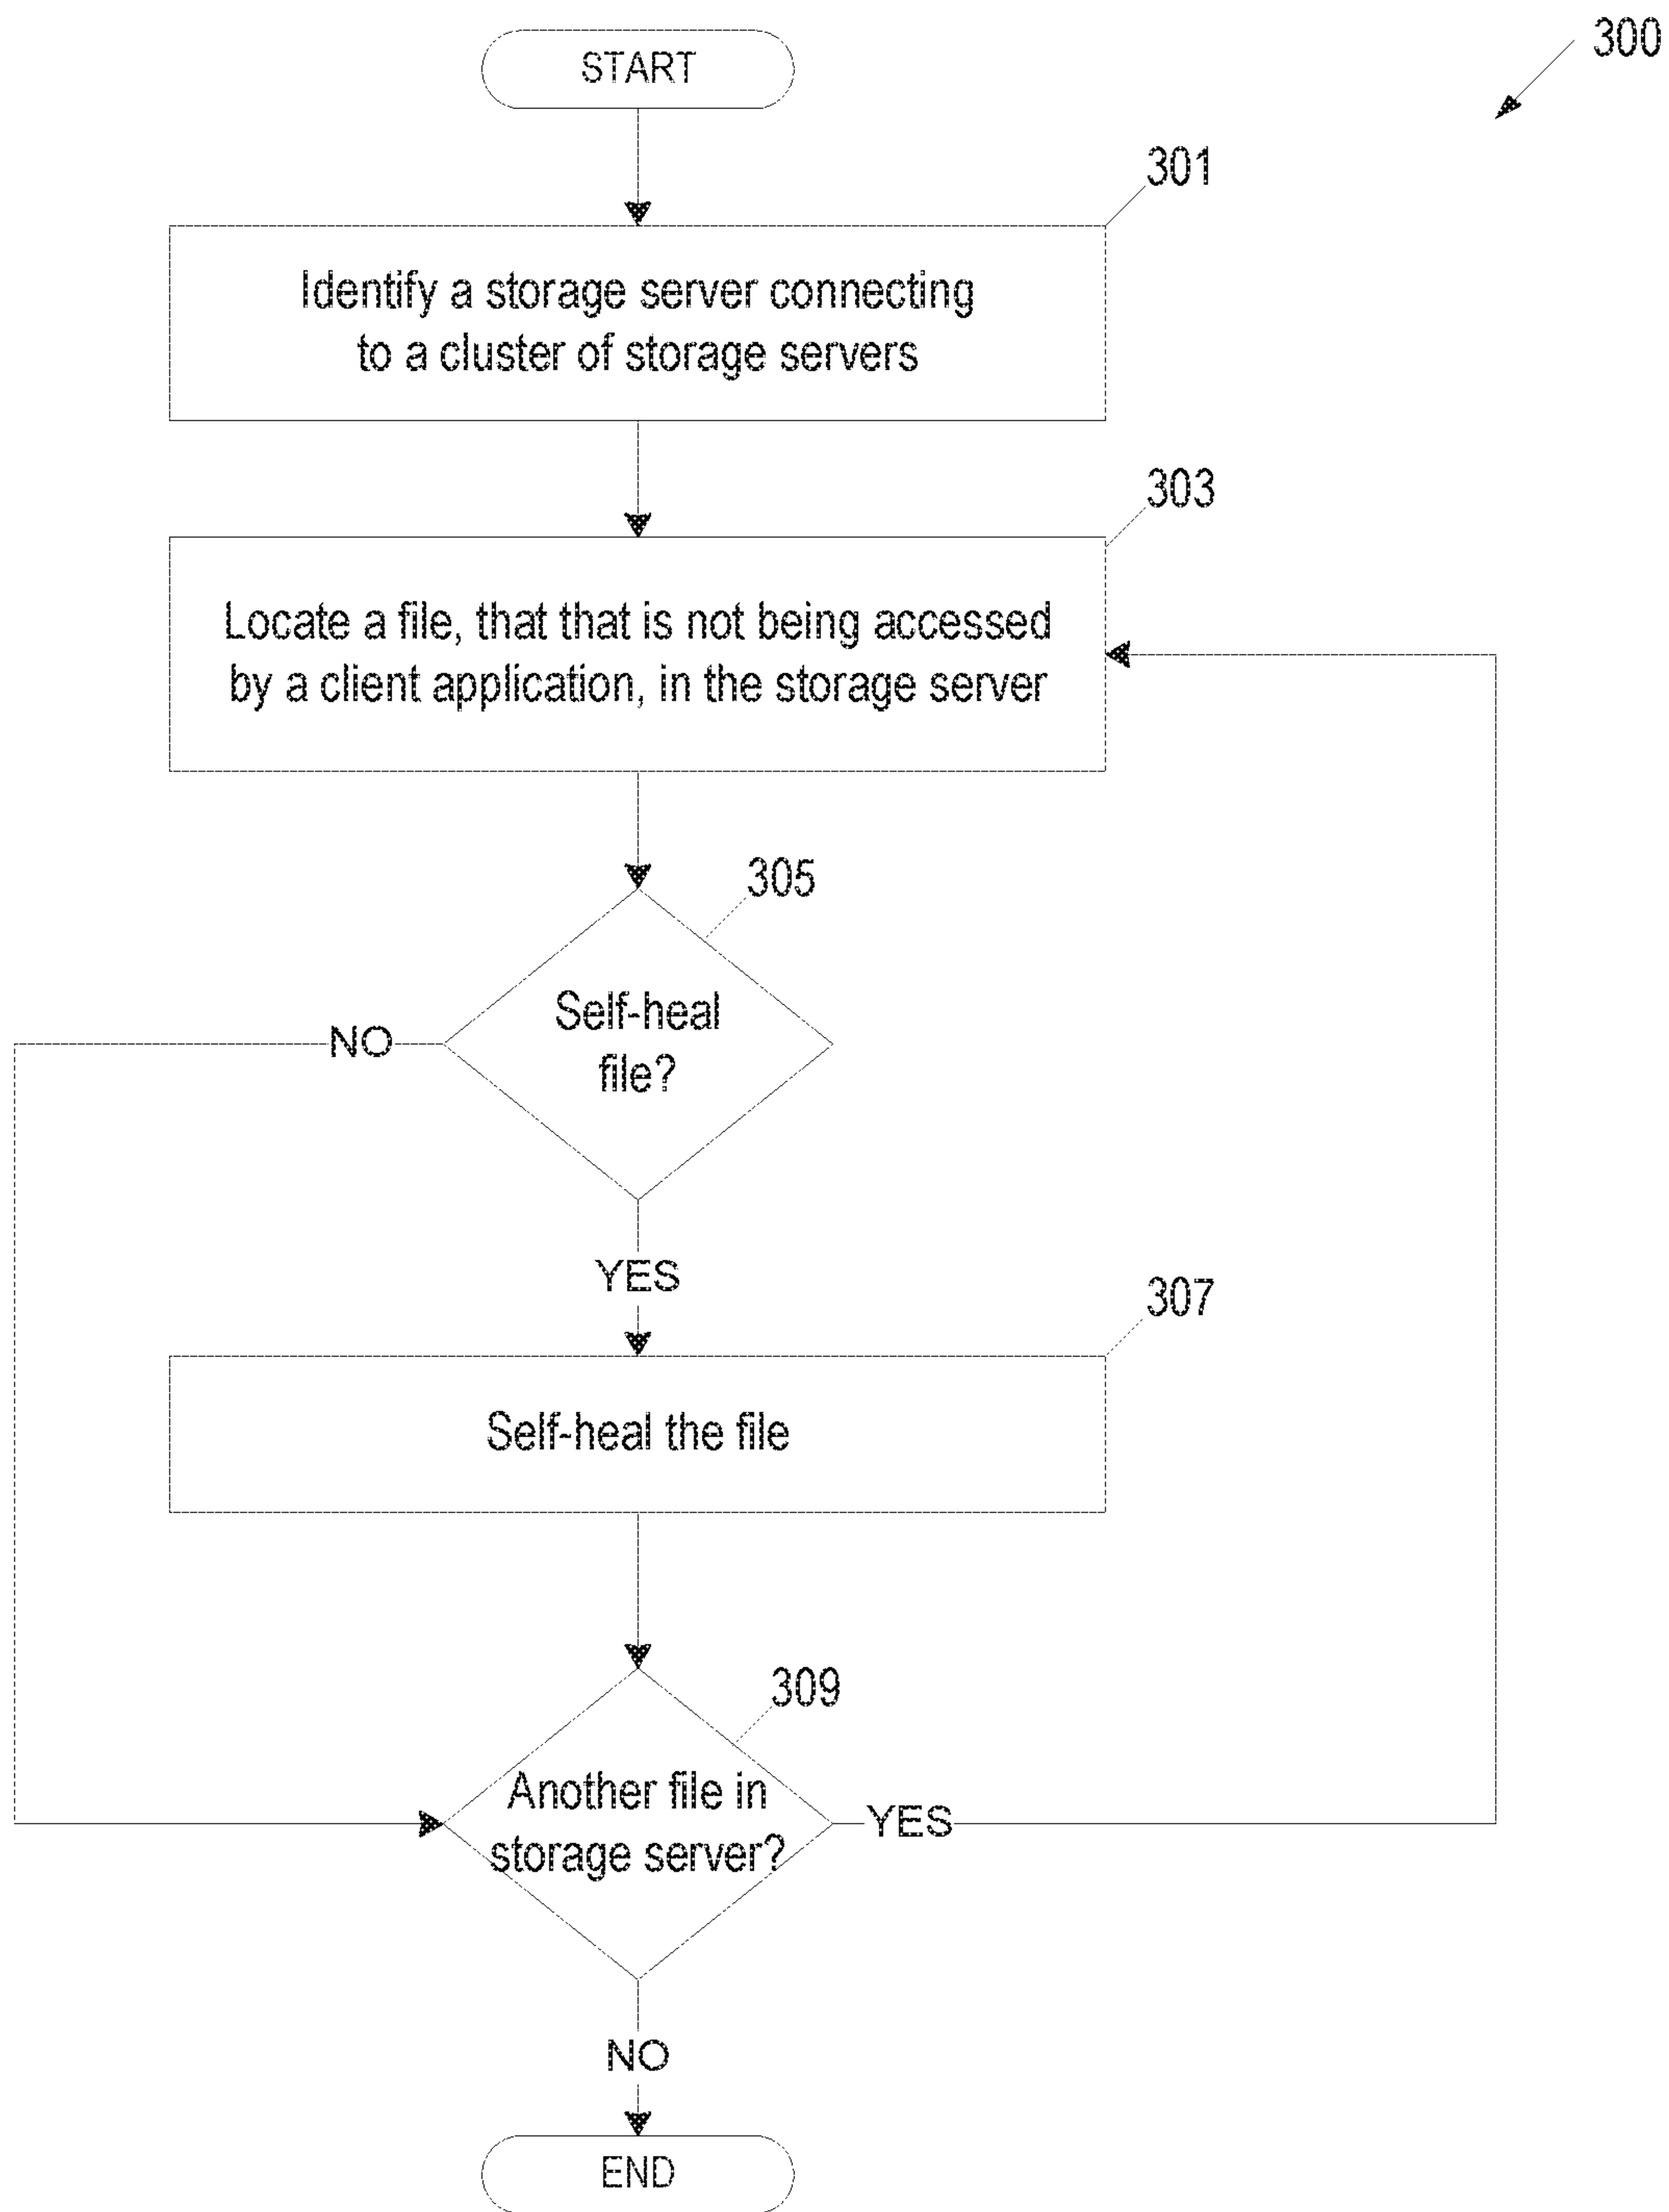 START
300
301
Identify a storage server connecting
to a cluster of storage servers
303
Locate a file, that that is not being accessed
by a client application, in the storage server
305
Self-heal
file?
NO
YES
307
Self-heal the file
309
Another file in
storage server?
YES
NO
END